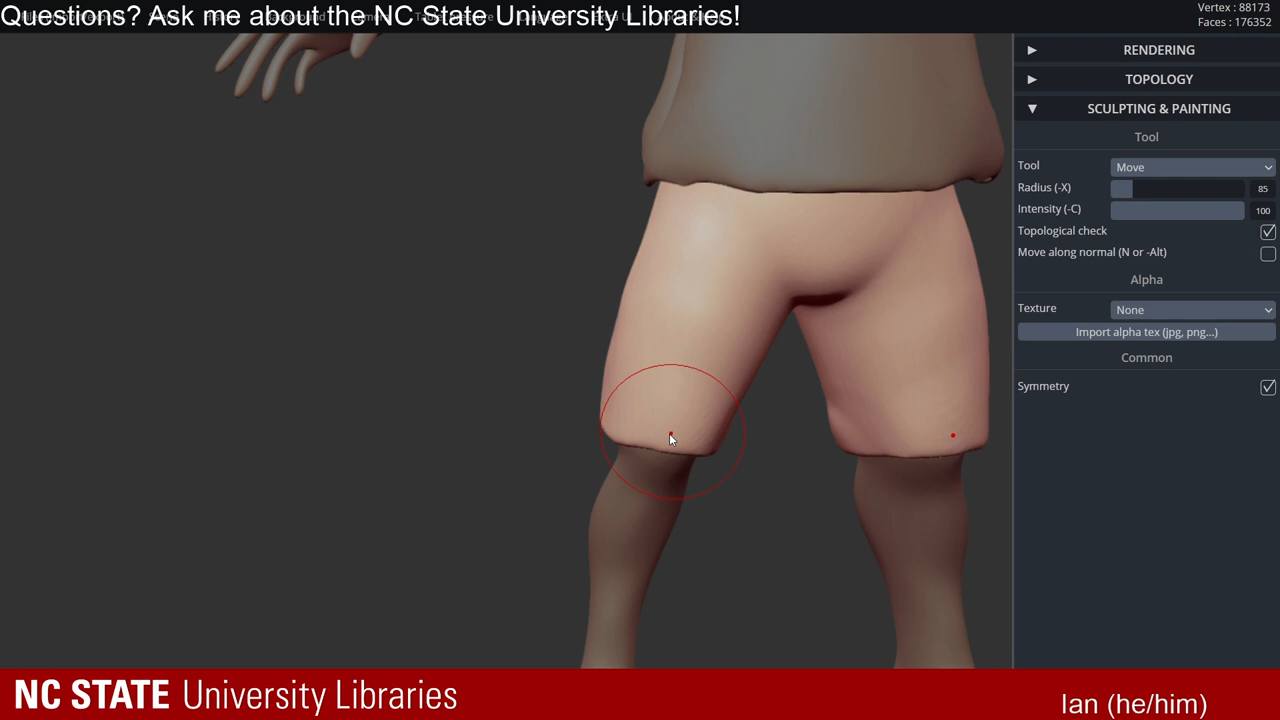 Questions? Ask me about the NC State University Libraries!
Vertex : 88173
Faces : 176352
RENDERING
TOPOLOGY
SCULPTING & PAINTING
Tool
Tool Move
Radius (-X) 85
Intensity (-C) 100
Topological check
Move along normal (N or -Alt)
Alpha
Texture None
Import alpha tex (jpg, png...)
Common
Symmetry
NC STATE University Libraries
Ian (he/him)